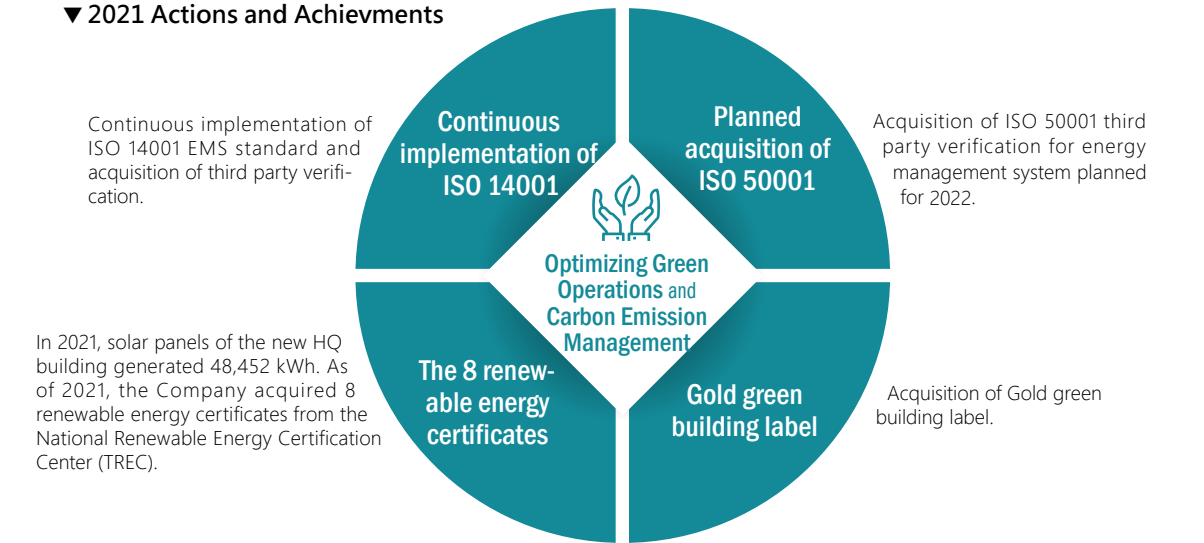 ▼ 2021 Actions and Achievments
Continuous implementation of
ISO 14001 EMS standard and
acquisition of third party verifi-
cation.
Continuous
implementation of
ISO 14001
Planned
acquisition of
ISO 50001
Acquisition of ISO 50001 third
party verification for energy
management system planned
for 2022.
Optimizing Green
Operations and
Carbon Emission
Management
In 2021, solar panels of the new HQ
building generated 48,452 kWh. As
of 2021, the Company acquired 8
renewable energy certificates from the
National Renewable Energy Certification
Center (TREC).
The 8 renew-
able energy
certificates
Gold green
building label
Acquisition of Gold green
building label.